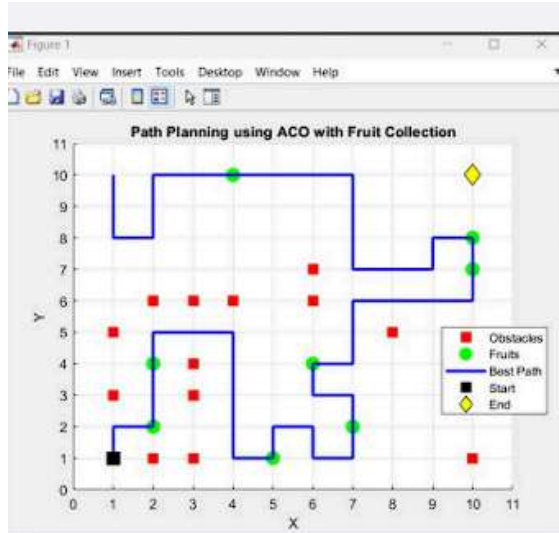 Figure 1
File Edit View Insert Tools Desktop Window Help
Path Planning using ACO with Fruit Collection
11
10
9
8
7
6
5
4
3
2
1
0
Y
Obstacles
Fruits
Best Path
Start
End
0 1 2 3 4 5 6 7 8 9 10 11
X